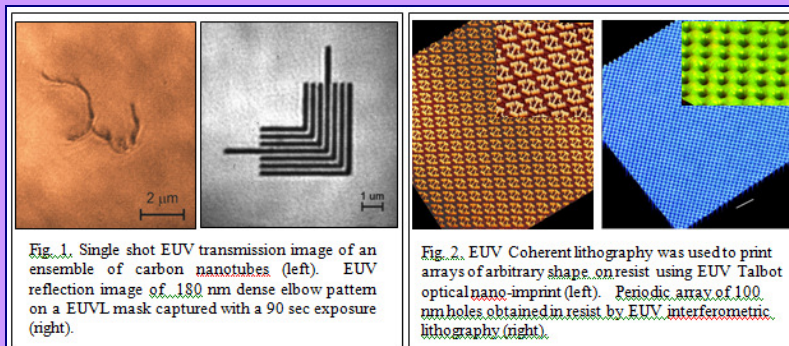 2 μm
1 um
Fig. 1. Single shot EUV transmission image of an
ensemble of carbon nanotubes (left). EUV
reflection image of 180 nm dense elbow pattern
on a EUVL mask captured with a 90 sec exposure
(right).
Fig. 2. EUV Coherent lithography was used to print
arrays of arbitrary shape on resist using EUV Talbot
optical nano-imprint (left). Periodic array of 100
nm holes obtained in resist by EUV interferometric
lithography (right).